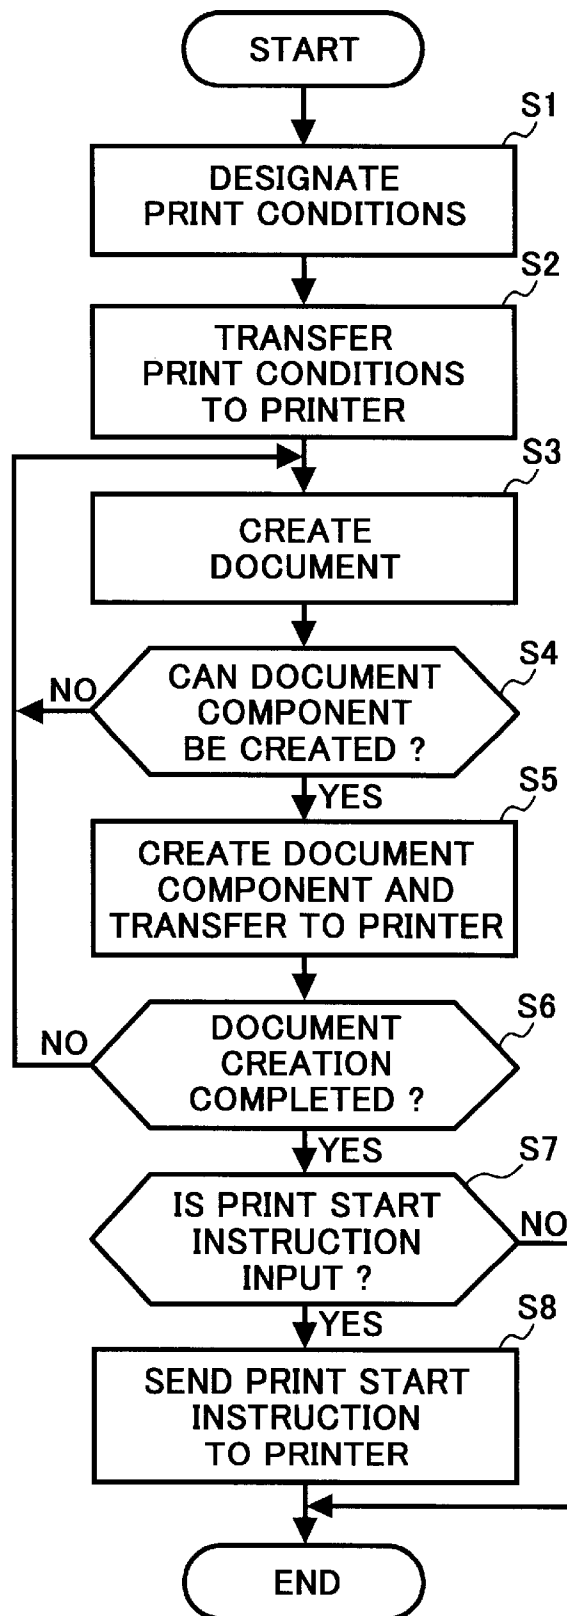 START
S1
DESIGNATE
PRINT CONDITIONS
S2
TRANSFER
PRINT CONDITIONS
TO PRINTER
S3
CREATE
DOCUMENT
S4
NO
CAN DOCUMENT
COMPONENT
BE CREATED ?
YES
S5
CREATE DOCUMENT
COMPONENT AND
TRANSFER TO PRINTER
S6
NO
DOCUMENT
CREATION
COMPLETED ?
YES
S7
IS PRINT START
INSTRUCTION
INPUT ?
NO
YES
S8
SEND PRINT START
INSTRUCTION
TO PRINTER
END